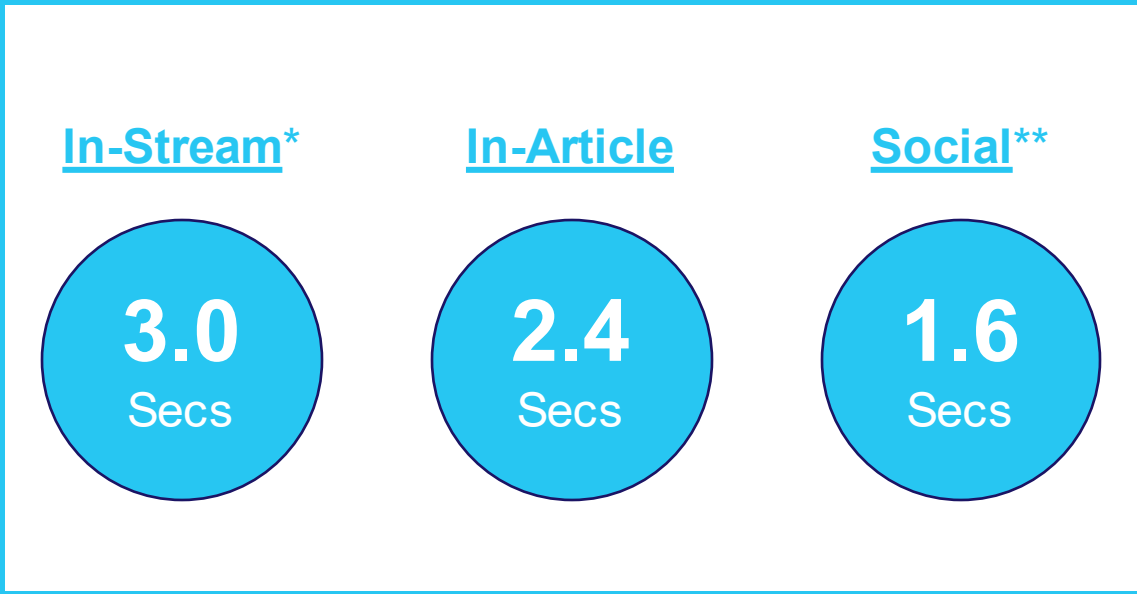 In-Stream*
In-Article
Social**
3.0
Secs
2.4
Secs
1.6
Secs